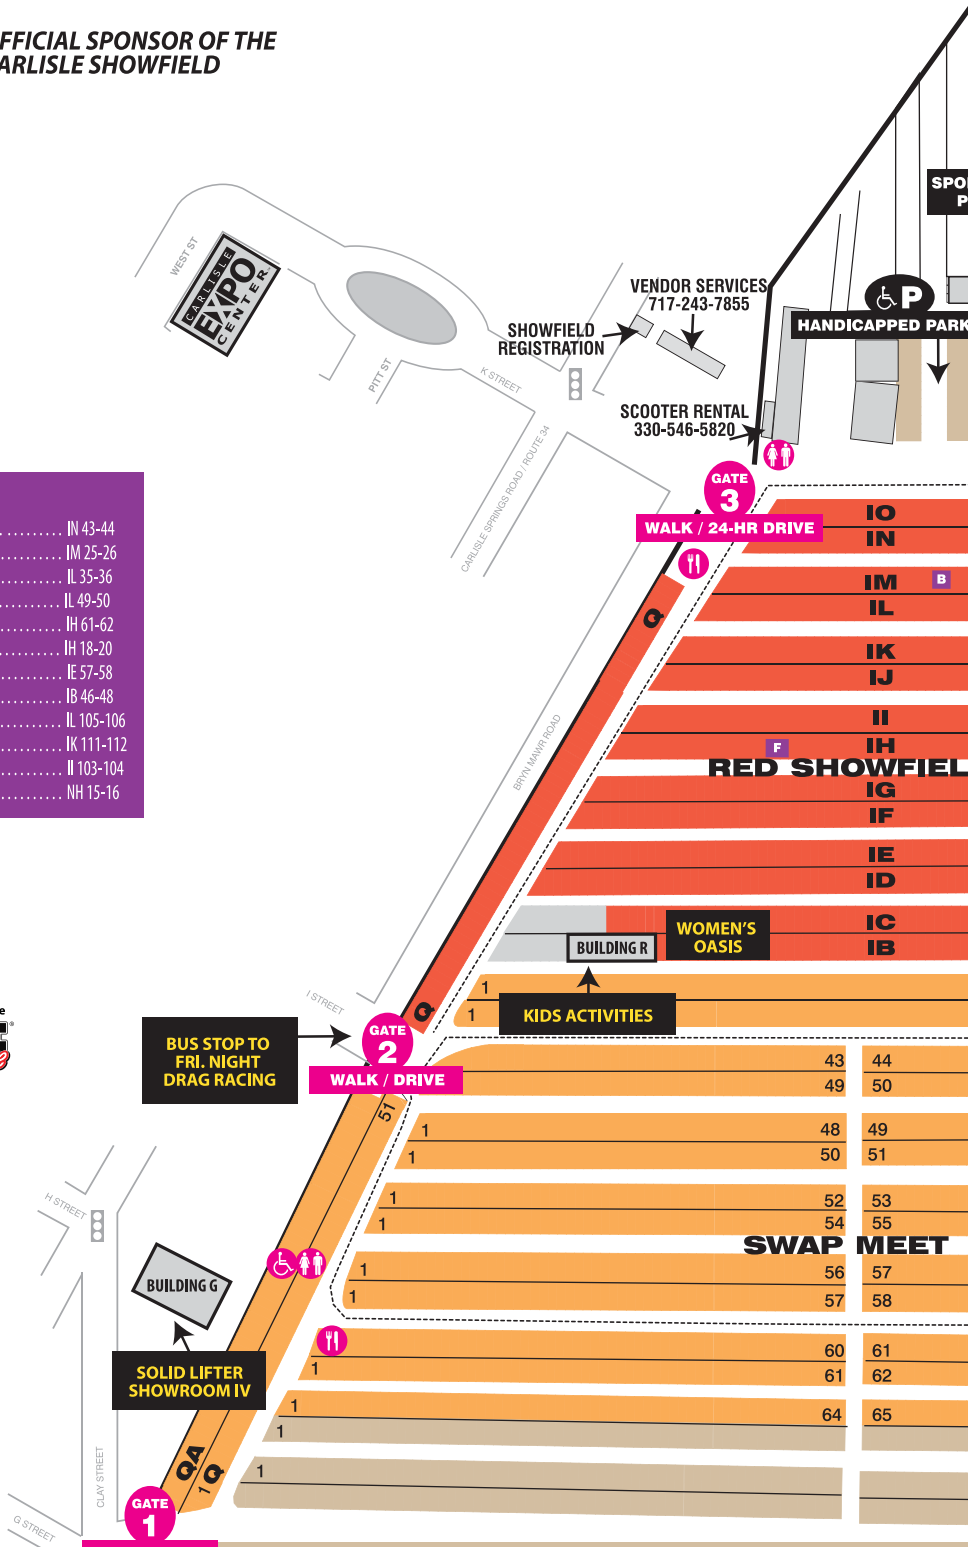 FFICIAL SPONSOR OF THE
ARLISLE SHOWFIELD
SPO
P
WEST ST
CARLISLE
EXPO
CENTER
VENDOR SERVICES
717-243-7855
P
SHOWFIELD
REGISTRATION
HANDICAPPED PARK
PITT ST
K STREET
SCOOTER RENTAL
330-546-5820
CARLISLE SPRINGS ROAD / ROUTE 34
GATE
3
WALK / 24-HR DRIVE
IN 43-44
IM 25-26
IL 35-36
IL 49-50
IH 61-62
IH 18-20
IE 57-58
IB 46-48
IL 105-106
IK 111-112
II 103-104
NH 15-16
IO
IN
IM
B
IL
Q
IK
IJ
II
F
IH
RED SHOWFIEL
BRYN MAWR ROAD
IG
IF
IE
ID
IC
IB
WOMEN'S
OASIS
BUILDING R
KIDS ACTIVITIES
1
1
I STREET
Q
e
GATE
2
WALK / DRIVE
BUS STOP TO
FRI. NIGHT
DRAG RACING
43 44
49 50
51
1 48 49
1 50 51
1 52 53
1 54 55
SWAP MEET
1 56 57
1 57 58
H STREET
BUILDING G
SOLID LIFTER
SHOWROOM IV
60 61
1 61 62
1 64 65
1
1
QA
1 Q
CLAY STREET
G STREET
GATE
1